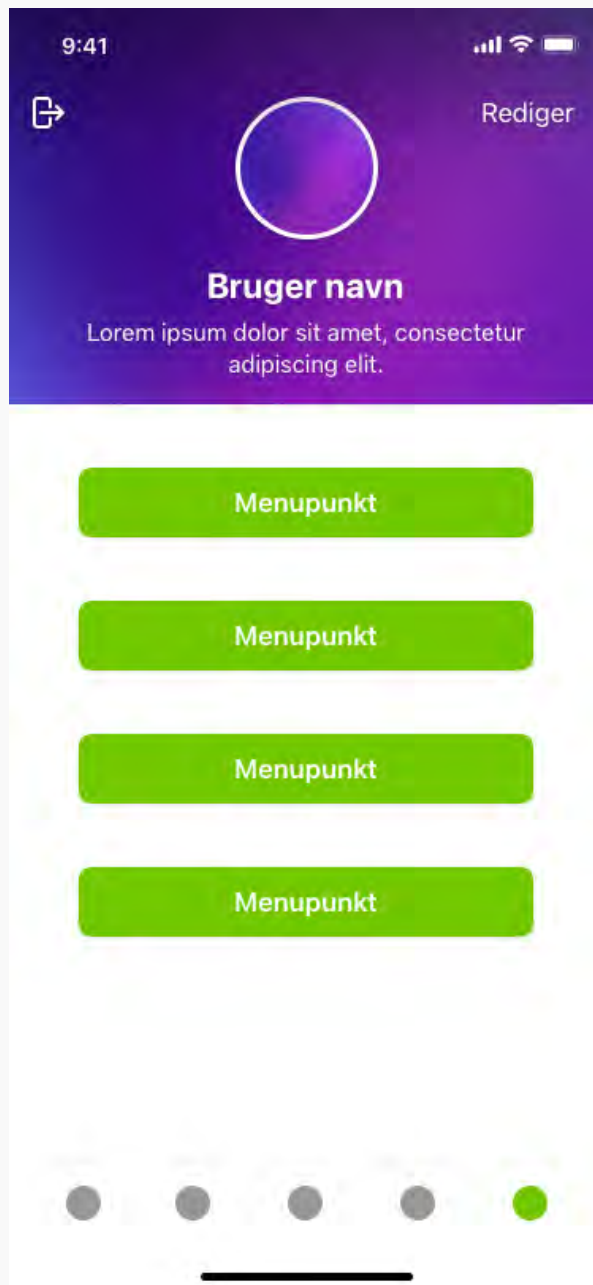 9:41
Rediger
Bruger navn
Lorem ipsum dolor sit amet, consectetur
adipiscing elit.
Menupunkt
Menupunkt
Menupunkt
Menupunkt